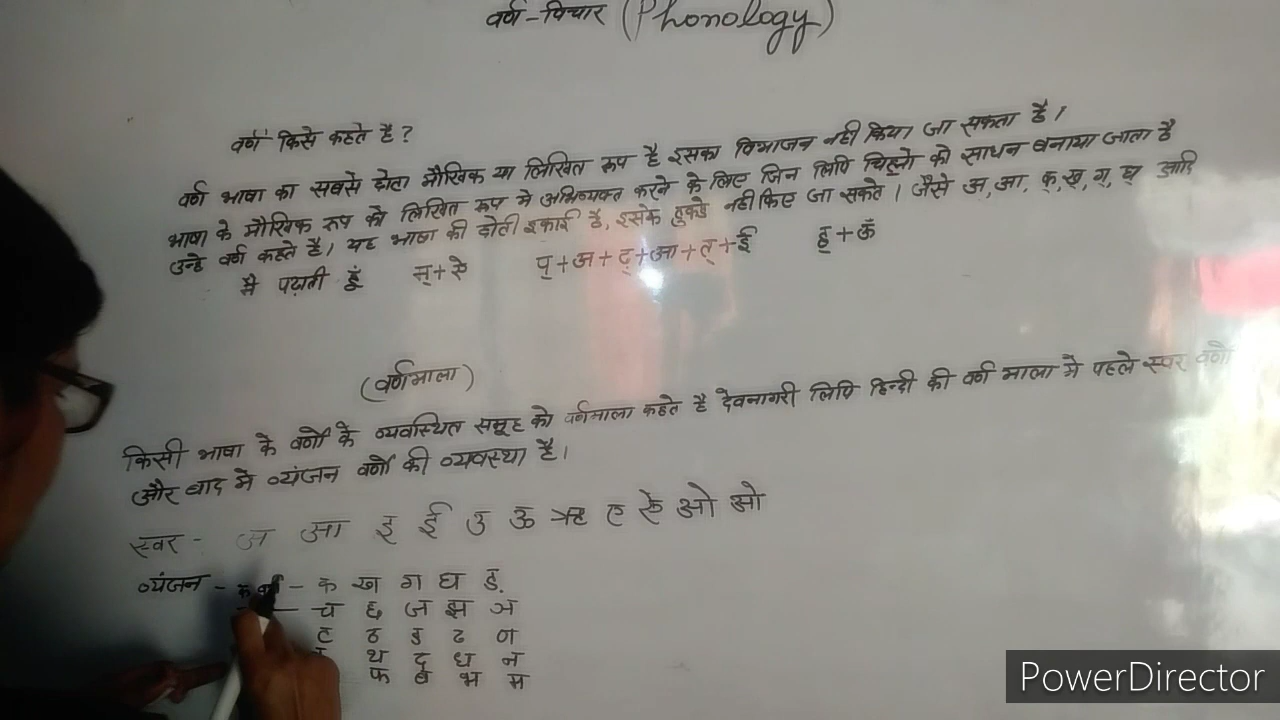 वर्ण-विचार (Phonology)
वर्ण किसे कहते है?
वर्ण भाषा का सबसे छोटा मौखिक या लिखित रूप है इसका विभाजन नही किया जा सकता है।
भाषा के मौखिक रूप को लिखित रूप मे अभिव्यक्त करने के लिए जिन लिपि चिह्नो को साधन बनाया जाता है
उन्हे वर्ण कहते है। यह भाषा की छोटी इकाई है, इसके टुकडे नही किए जा सकते। जैसे अ, आ, क्, ख्, ग्, घ् आदि
मै पढ़ाती हूँ म्+ऐ प्+अ+ढ़्+आ+त्+ई ह्+ऊँ
(वर्णमाला)
किसी भाषा के वर्णो के व्यवस्थित समूह को वर्णमाला कहते है देवनागरी लिपि हिन्दी की वर्ण माला मे पहले स्वर वर्णो
और बाद मे व्यंजन वर्णो की व्यवस्था है।
स्वर - अ आ इ ई उ ऊ ऋ ए ऐ ओ ओ
व्यंजन - क वर्ग - क ख ग घ ङ
च छ ज झ ञ
ट ठ ड ढ ण
थ द ध न
फ ब भ म
PowerDirector